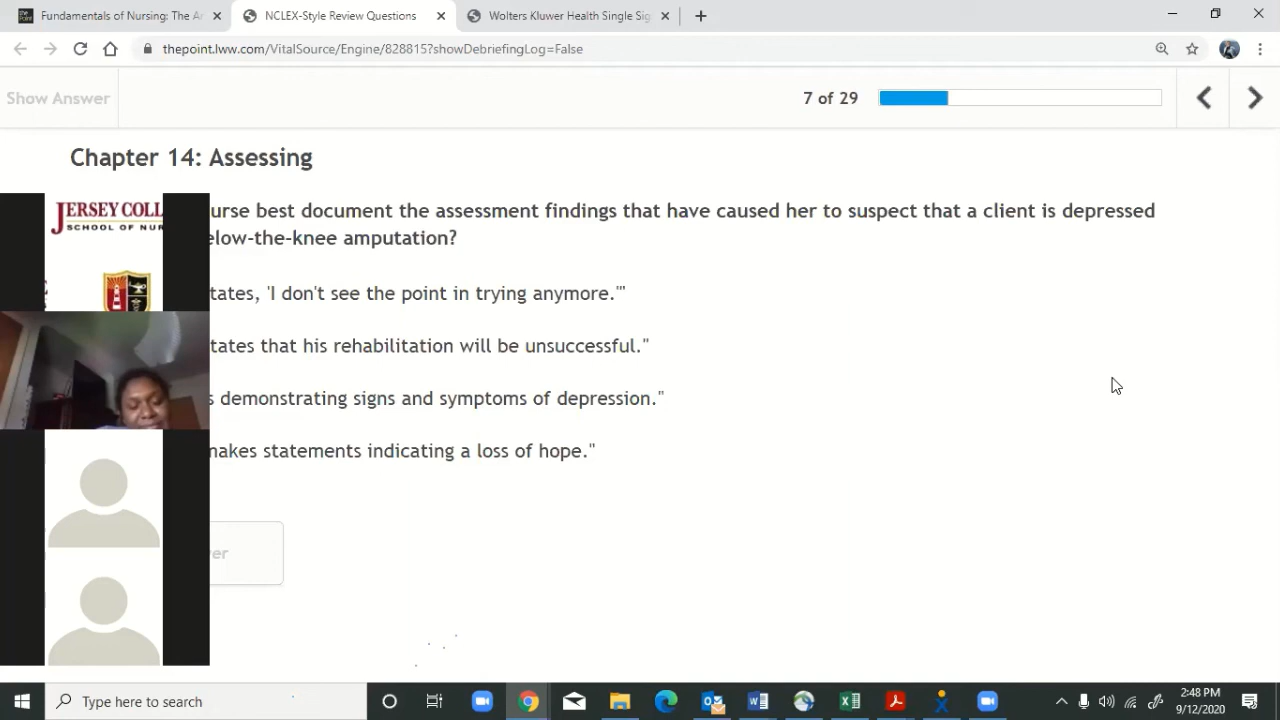 Fundamentals of Nursing: The Ar
NCLEX-Style Review Questions
Wolters Kluwer Health Single Sig
thepoint.lww.com/VitalSource/Engine/828815?showDebriefingLog=False
Show Answer
7 of 29
Chapter 14: Assessing
JERSEY COLL
SCHOOL OF NUR
urse best document the assessment findings that have caused her to suspect that a client is depressed
elow-the-knee amputation?
tates, 'I don't see the point in trying anymore.'"
tates that his rehabilitation will be unsuccessful."
s demonstrating signs and symptoms of depression."
makes statements indicating a loss of hope."
er
Type here to search
2:48 PM
9/12/2020